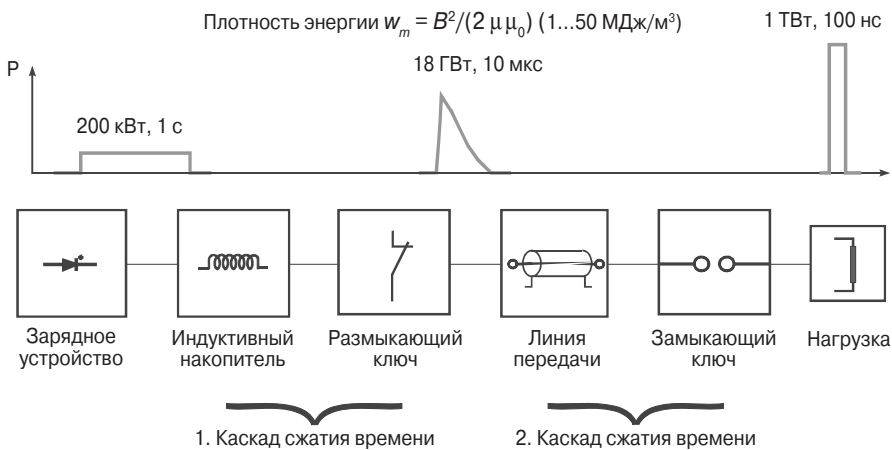 Плотность энергии wₘ = B²/(2 μ μ₀) (1...50 МДж/м³)
1 ТВт, 100 нс
18 ГВт, 10 мкс
P
200 кВт, 1 с
Зарядное
устройство
Индуктивный
накопитель
Размыкающий
ключ
Линия
передачи
Замыкающий
ключ
Нагрузка
1. Каскад сжатия времени
2. Каскад сжатия времени